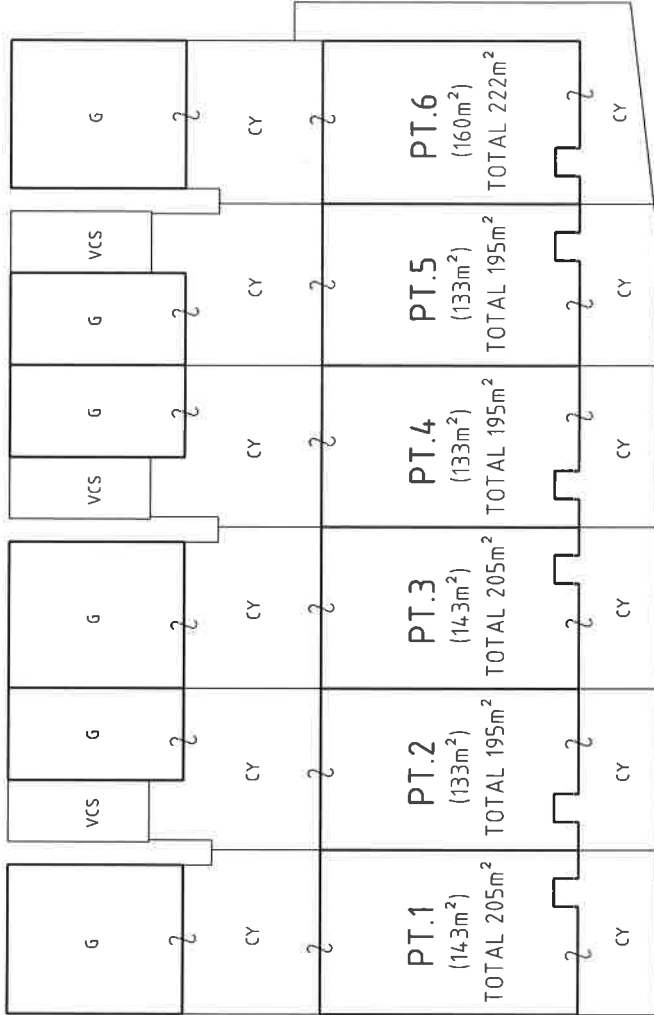 G
CY
PT.6
(160m²)
TOTAL 222m²
CY
VCS
G
CY
PT.5
(133m²)
TOTAL 195m²
CY
G
VCS
CY
PT.4
(133m²)
TOTAL 195m²
CY
G
CY
PT.3
(143m²)
TOTAL 205m²
CY
G
VCS
CY
PT.2
(133m²)
TOTAL 195m²
CY
G
CY
PT.1
(143m²)
TOTAL 205m²
CY